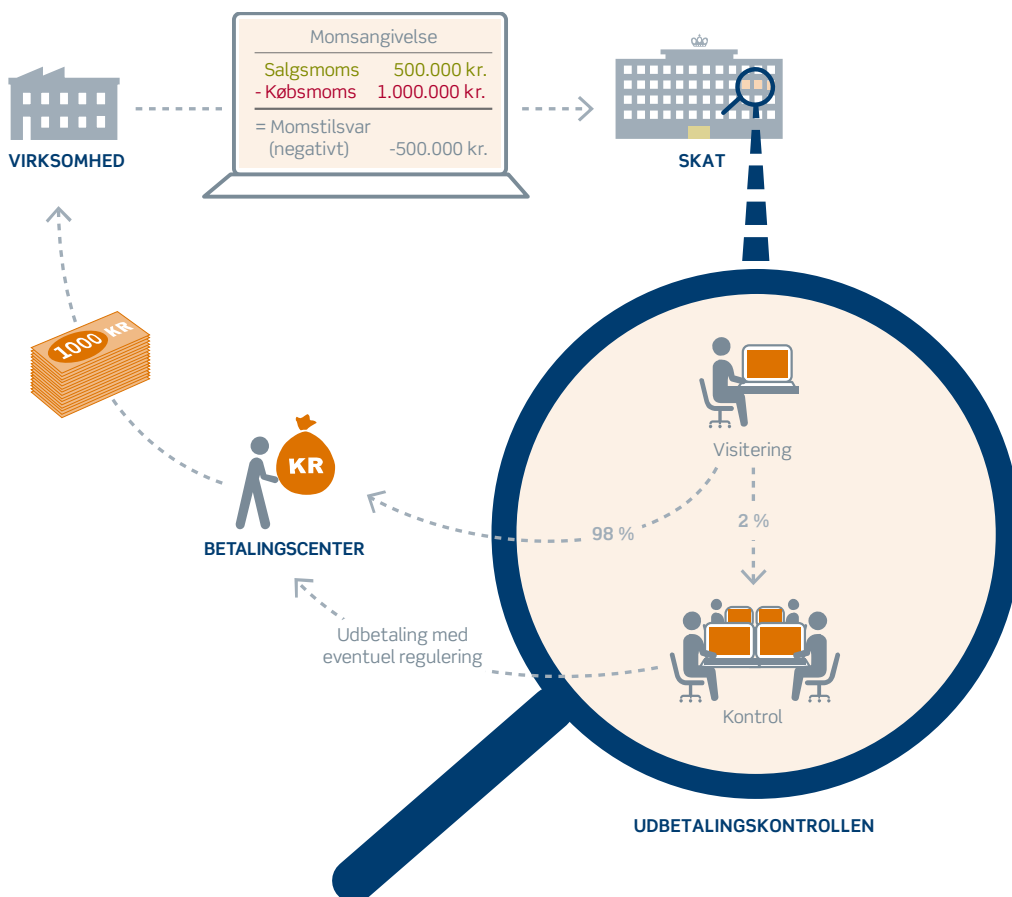 Momsangivelse
Salgsmoms 500.000 kr.
- Købsmoms 1.000.000 kr.
= Momstilsvar
(negativt) -500.000 kr.
VIRKSOMHED
SKAT
1000 KR
Visitering
KR
98 %
2 %
BETALINGSCENTER
Udbetaling med
eventuel regulering
Kontrol
UDBETALINGSKONTROLLEN